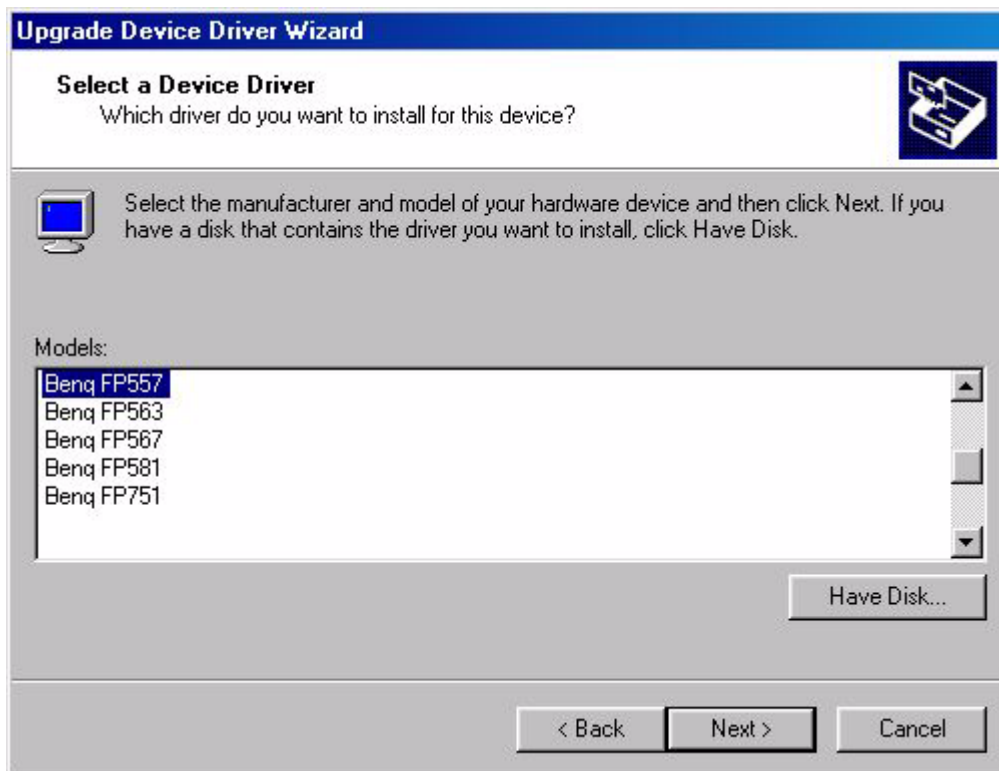 Upgrade Device Driver Wizard
Select a Device Driver
Which driver do you want to install for this device?
Select the manufacturer and model of your hardware device and then click Next. If you
have a disk that contains the driver you want to install, click Have Disk.
Models:
Benq FP557
Benq FP563
Benq FP567
Benq FP581
Benq FP751
Have Disk...
< Back
Next >
Cancel